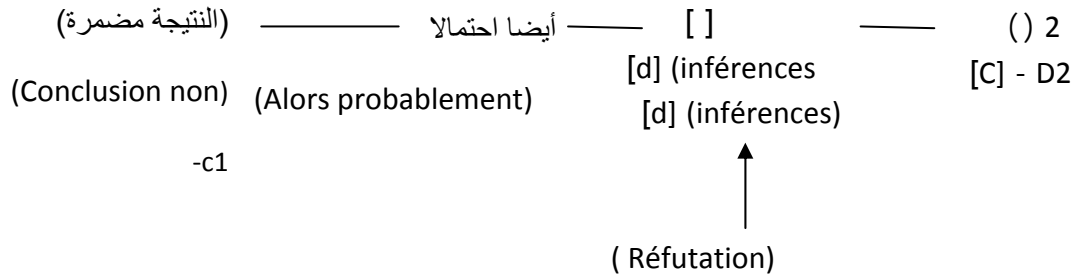 2 () [ ] أيضا احتمالا (النتيجة مضمرة)
[C] - D2 [d] (inférences
(Conclusion non) (Alors probablement) [d] (inférences)
-c1
( Réfutation)